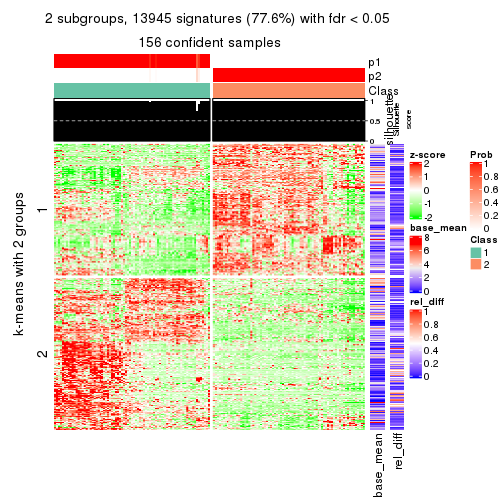 2 subgroups, 13945 signatures (77.6%) with fdr < 0.05
156 confident samples
p1
p2
Class
1
0.5
0
silhouette
Silhouette
score
k-means with 2 groups
1
2
z-score
2
1
0
-1
-2
base_mean
8
6
4
2
0
rel_diff
1
0.8
0.6
0.4
0.2
0
Prob
1
0.8
0.6
0.4
0.2
0
Class
1
2
base_mean
rel_diff